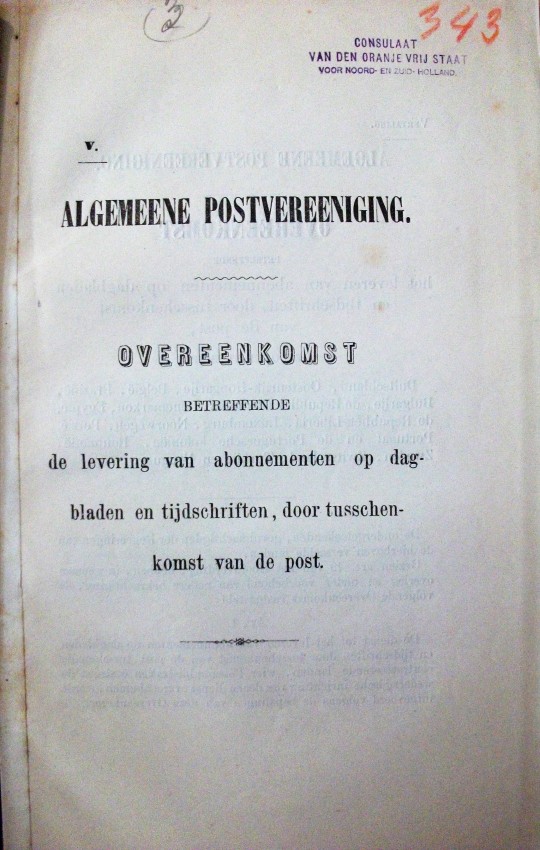 2
343
CONSULAAT
VAN DEN ORANJE VRIJ STAAT
VOOR NOORD- EN ZUID- HOLLAND.
V.
ALGEMEENE POSTVEREENIGING.
OVEREENKOMST
BETREFFENDE
de levering van abonnementen op dag-
bladen en tijdschriften, door tusschen-
komst van de post.